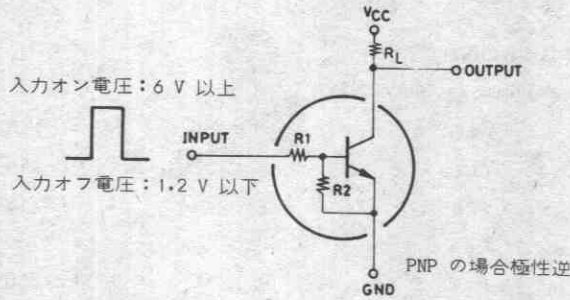 VCC
RL
OUTPUT
入力オン電圧：6 V 以上
INPUT
R1
R2
入力オフ電圧：1.2 V 以下
PNP の場合極性逆
GND